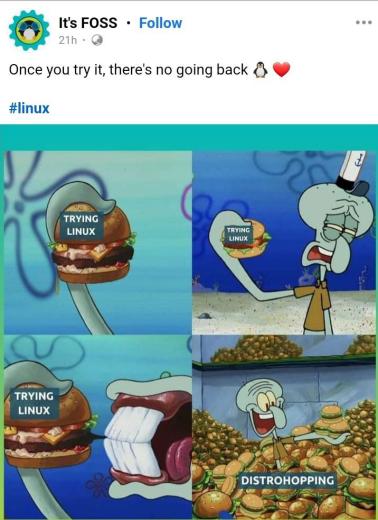 It's FOSS • Follow
21h •
Once you try it, there's no going back 🐧 ❤️
#linux
TRYING
LINUX
TRYING
LINUX
TRYING
LINUX
DISTROHOPPING